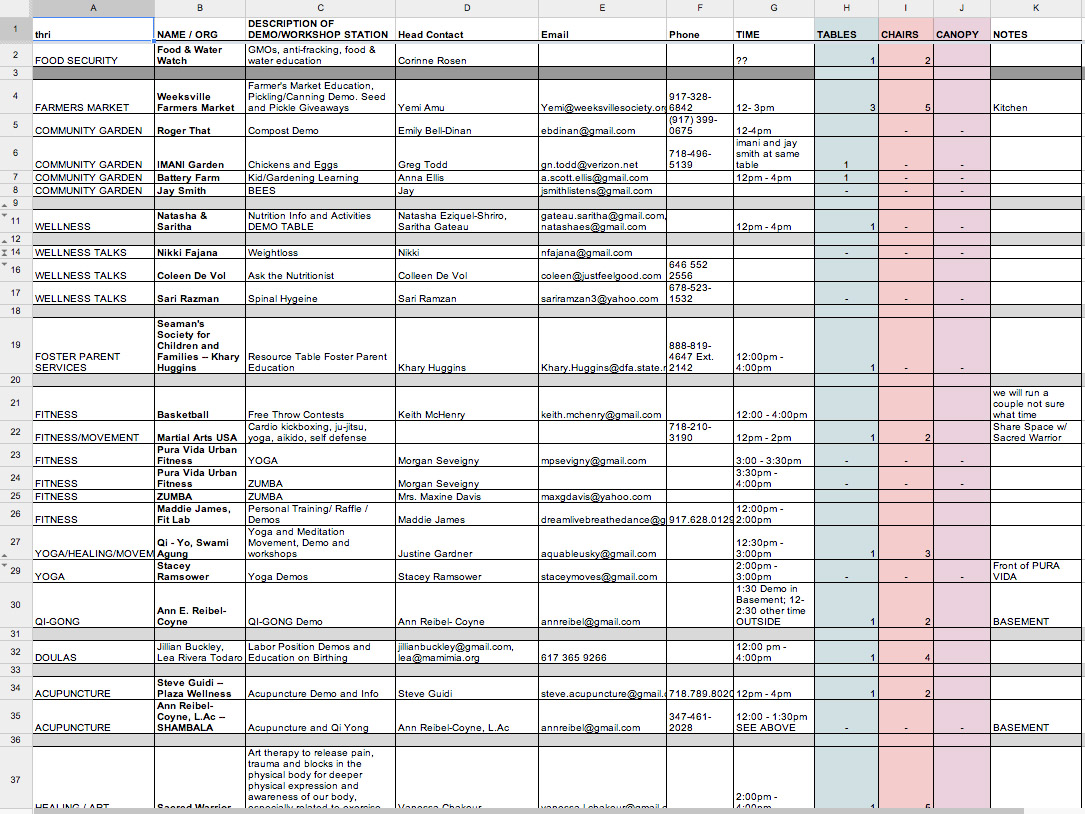 A B C D E F G H I J K
1 thri NAME / ORG DESCRIPTION OF DEMO/WORKSHOP STATION Head Contact Email Phone TIME TABLES CHAIRS CANOPY NOTES
2 FOOD SECURITY Food & Water Watch GMOs, anti-fracking, food & water education Corinne Rosen ?? 1 2
3
4 FARMERS MARKET Weeksville Farmers Market Farmer's Market Education, Pickling/Canning Demo. Seed and Pickle Giveaways Yemi Amu Yemi@weeksvillesociety.org 917-328-6842 12- 3pm 3 5 Kitchen
5 COMMUNITY GARDEN Roger That Compost Demo Emily Bell-Dinan ebdinan@gmail.com (917) 399-0675 12-4pm - -
6 COMMUNITY GARDEN IMANI Garden Chickens and Eggs Greg Todd gn.todd@verizon.net 718-496-5139 imani and jay smith at same table 1 - -
7 COMMUNITY GARDEN Battery Farm Kid/Gardening Learning Anna Ellis a.scott.ellis@gmail.com 12pm - 4pm 1 - -
8 COMMUNITY GARDEN Jay Smith BEES Jay jsmithlistens@gmail.com - - -
9
11 WELLNESS Natasha & Saritha Nutrition Info and Activities DEMO TABLE Natasha Eziquel-Shriro, Saritha Gateau gateau.saritha@gmail.com, natashaes@gmail.com 12pm - 4pm 1 - -
12
14 WELLNESS TALKS Nikki Fajana Weightloss Nikki nfajana@gmail.com - - -
16 WELLNESS TALKS Coleen De Vol Ask the Nutritionist Colleen De Vol coleen@justfeelgood.com 646 552 2556 - - -
17 WELLNESS TALKS Sari Razman Spinal Hygeine Sari Ramzan sariramzan3@yahoo.com 678-523-1532 - - -
18
19 FOSTER PARENT SERVICES Seaman's Society for Children and Families -- Khary Huggins Resource Table Foster Parent Education Khary Huggins Khary.Huggins@dfa.state.r 888-819-4647 Ext. 2142 12:00pm - 4:00pm 1 - -
20
21 FITNESS Basketball Free Throw Contests Keith McHenry keith.mchenry@gmail.com 12:00 - 4:00pm we will run a couple not sure what time
22 FITNESS/MOVEMENT Martial Arts USA Cardio kickboxing, ju-jitsu, yoga, aikido, self defense 718-210-3190 12pm - 2pm 1 2 Share Space w/ Sacred Warrior
23 FITNESS Pura Vida Urban Fitness YOGA Morgan Seveigny mpsevigny@gmail.com 3:00 - 3:30pm - - -
24 FITNESS Pura Vida Urban Fitness ZUMBA Morgan Seveigny 3:30pm - 4:00pm - - -
25 FITNESS ZUMBA ZUMBA Mrs. Maxine Davis maxgdavis@yahoo.com
26 FITNESS Maddie James, Fit Lab Personal Training/ Raffle / Demos Maddie James dreamlivebreathedance@g 917.628.0129 12:00pm - 2:00pm
27 YOGA/HEALING/MOVEM Qi - Yo, Swami Agung Yoga and Meditation Movement, Demo and workshops Justine Gardner aquableusky@gmail.com 12:30pm - 3:00pm 1 3
29 YOGA Stacey Ramsower Yoga Demos Stacey Ramsower staceymoves@gmail.com 2:00pm - 3:00pm - - - Front of PURA VIDA
30 QI-GONG Ann E. Reibel-Coyne QI-GONG Demo Ann Reibel- Coyne annreibel@gmail.com 1:30 Demo in Basement; 12-2:30 other time OUTSIDE 1 2 BASEMENT
31
32 DOULAS Jillian Buckley, Lea Rivera Todaro Labor Position Demos and Education on Birthing jillianbuckley@gmail.com, lea@mamimia.org 617 365 9266 12:00 pm - 4:00pm 1 4
33
34 ACUPUNCTURE Steve Guidi -- Plaza Wellness Acupuncture Demo and Info Steve Guidi steve.acupuncture@gmail. 718.789.8020 12pm - 4pm 1 2
35 ACUPUNCTURE Ann Reibel-Coyne, L.Ac -- SHAMBALA Acupuncture and Qi Yong Ann Reibel-Coyne, L.Ac annreibel@gmail.com 347-461-2028 12:00 - 1:30pm SEE ABOVE - - - BASEMENT
36
37 HEALING / ART Sacred Warrior Art therapy to release pain, trauma and blocks in the physical body for deeper physical expression and awareness of our body, especially related to exercise Vanessa Chakour 2:00pm - 4:00pm 1 5